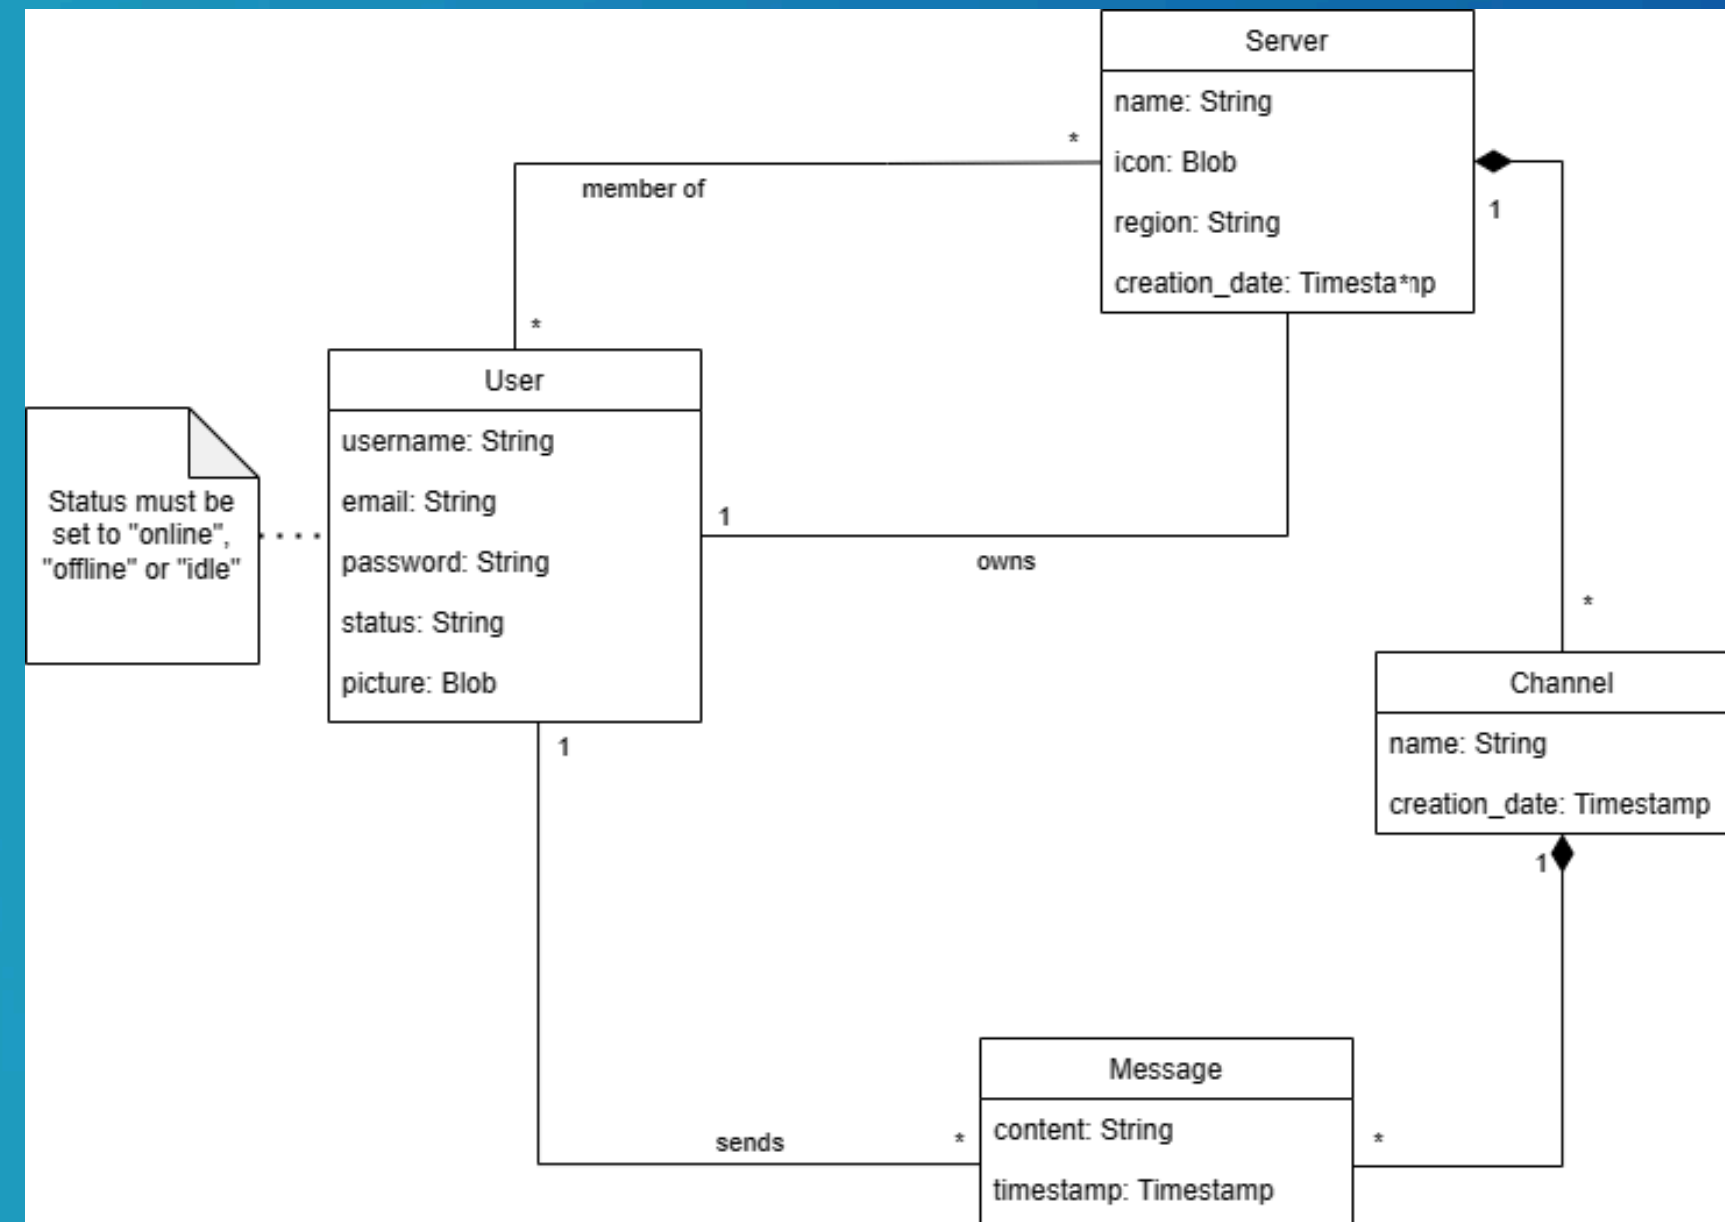 Server
name: String
icon: Blob
region: String
creation_date: Timesta*mp
*
member of
1
*
User
username: String
email: String
password: String
status: String
picture: Blob
Status must be
set to "online",
"offline" or "idle"
1
owns
*
Channel
name: String
creation_date: Timestamp
1
1
Message
content: String
timestamp: Timestamp
sends
*
*